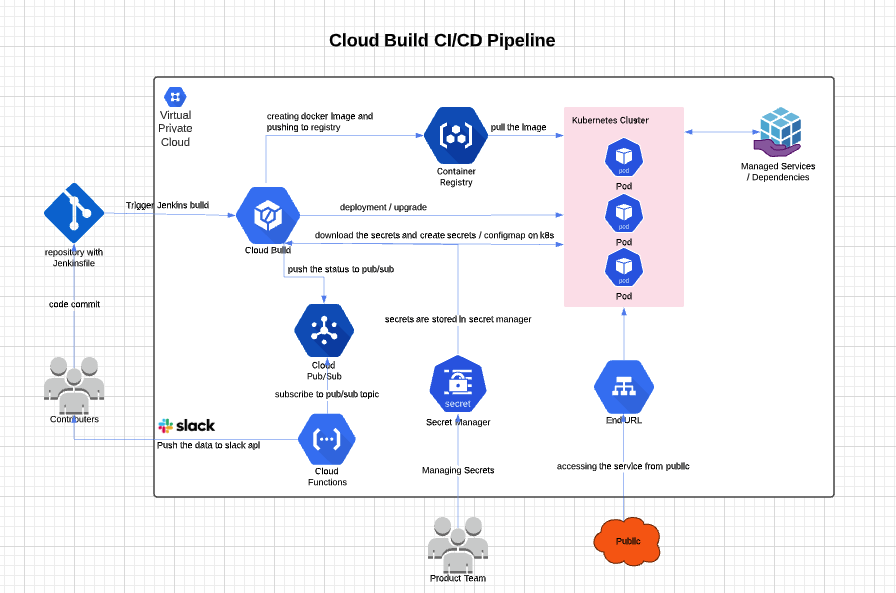 Cloud Build CI/CD Pipeline
Virtual
Private
Cloud
creating docker image and
pushing to registry
pull the image
Container
Registry
Kubernetes Cluster
pod
Pod
pod
Pod
pod
Pod
Managed Services
/ Dependencies
Trigger Jenkins build
repository with
Jenkinsfile
Cloud Build
deployment / upgrade
download the secrets and create secrets / configmap on k8s
push the status to pub/sub
code commit
Contributers
Cloud
Pub/Sub
subscribe to pub/sub topic
secrets are stored in secret manager
secret
Secret Manager
End URL
slack
Push the data to slack api
Cloud
Functions
Managing Secrets
accessing the service from public
Product Team
Public